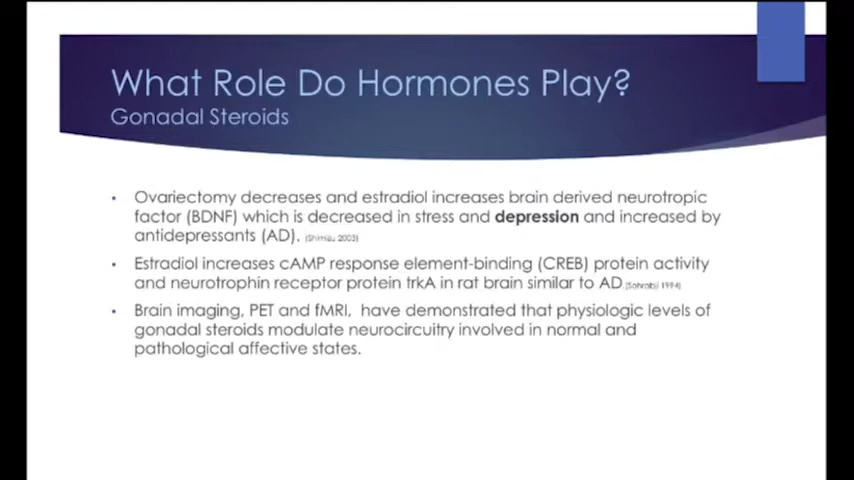 What Role Do Hormones Play?
Gonadal Steroids
• Ovariectomy decreases and estradiol increases brain derived neurotropic
factor (BDNF) which is decreased in stress and depression and increased by
antidepressants (AD). 2003)
• Estradiol increases cAMP response element-binding (CREB) protein activity
and neurotrophin receptor protein trkA in rat brain similar to AD.(Sohrabji 1994)
• Brain imaging, PET and fMRI, have demonstrated that physiologic levels of
gonadal steroids modulate neurocircuitry involved in normal and
pathological affective states.